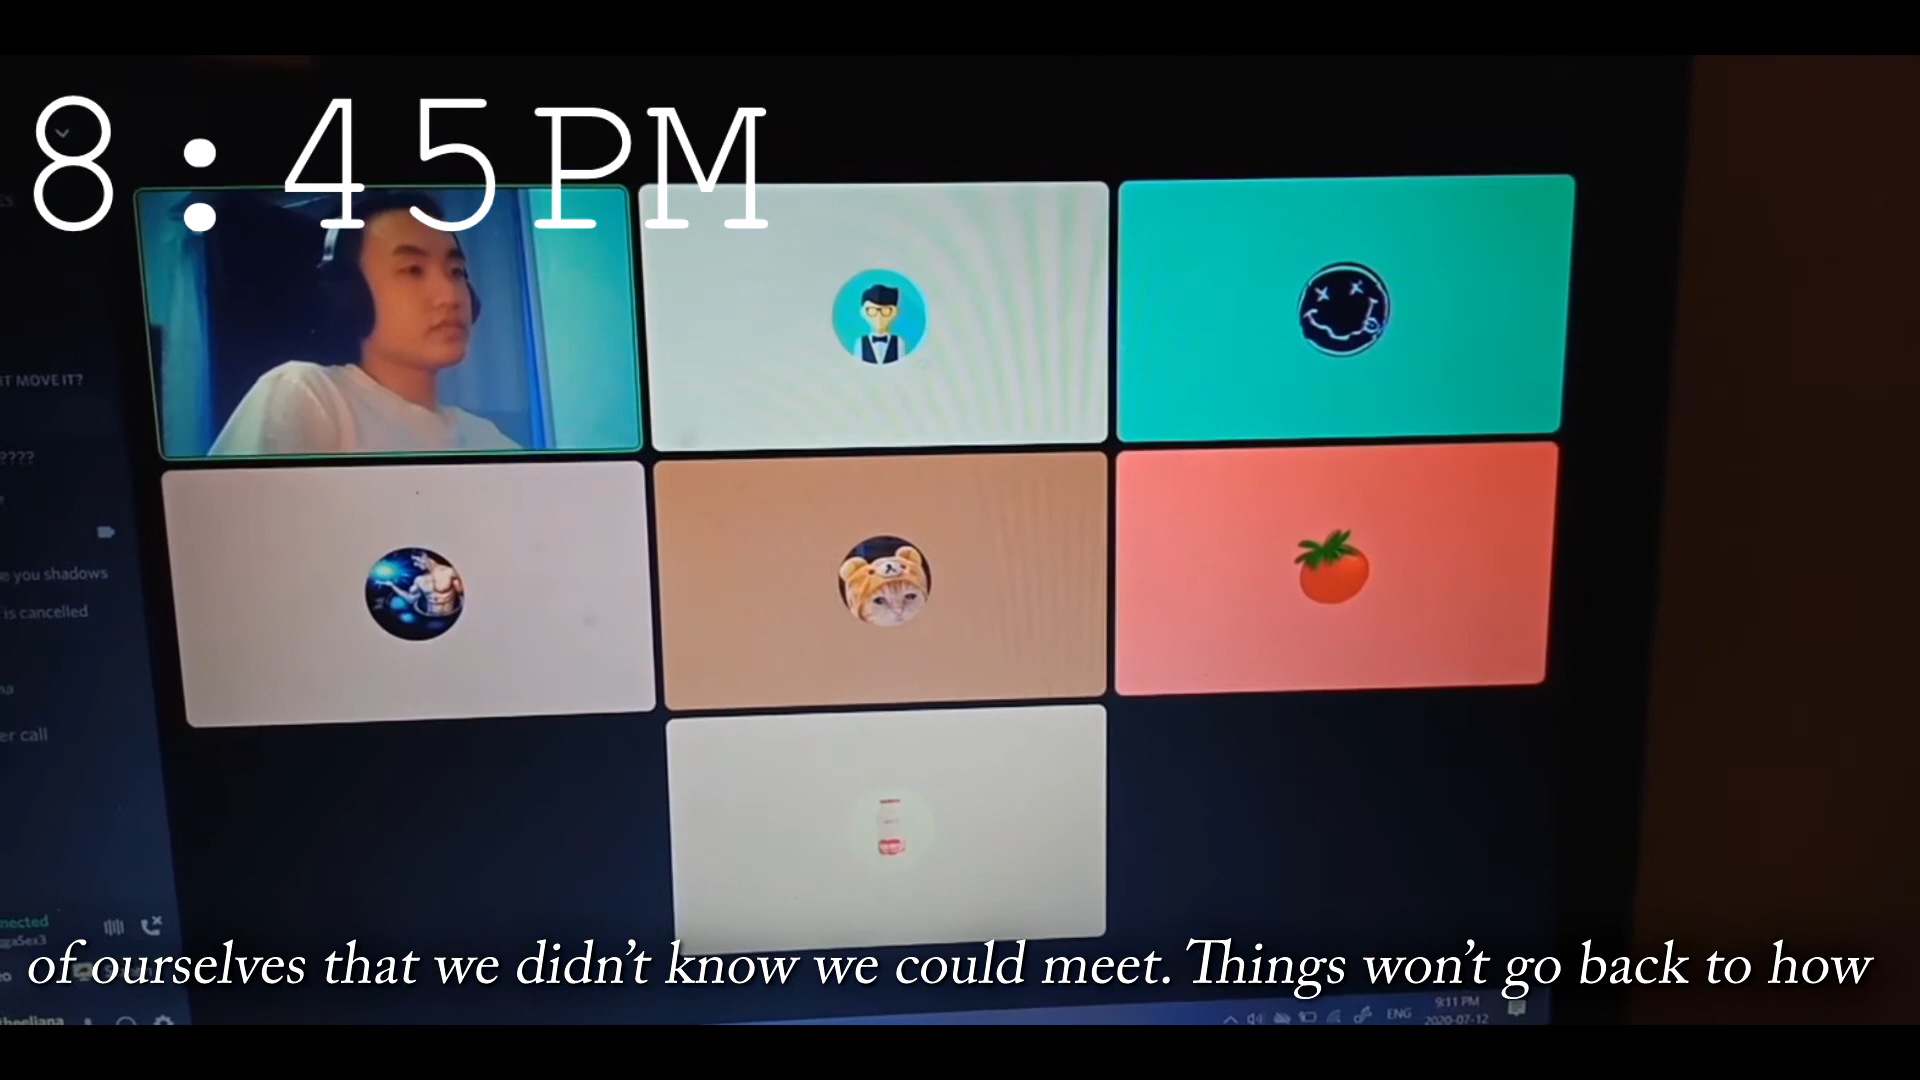 8:45PM
IT MOVE IT?
????
e you shadows
is cancelled
er call
nected
of ourselves that we didn't know we could meet. Things won't go back to how
9:11 PM
ENG
2020-07-12